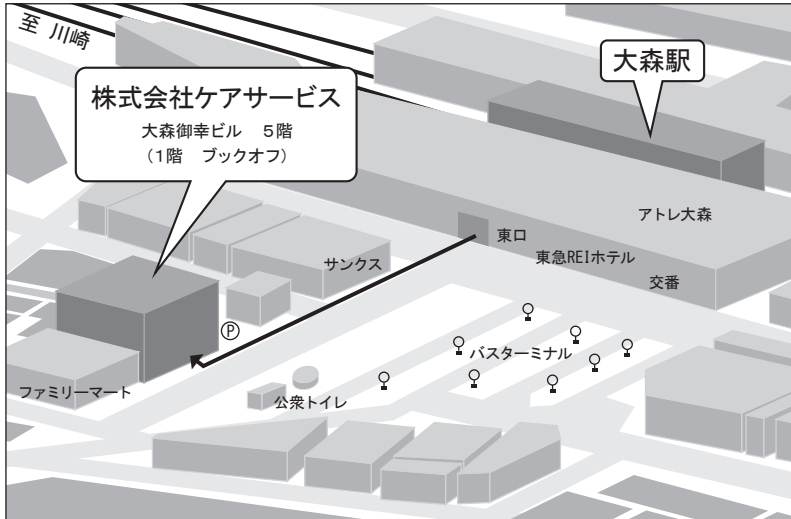 至 川崎
大森駅
株式会社ケアサービス
大森御幸ビル 5階
(1階 ブックオフ)
アトレ大森
東口
東急REIホテル
サンクス
交番
Ⓟ
バスターミナル
ファミリーマート
公衆トイレ